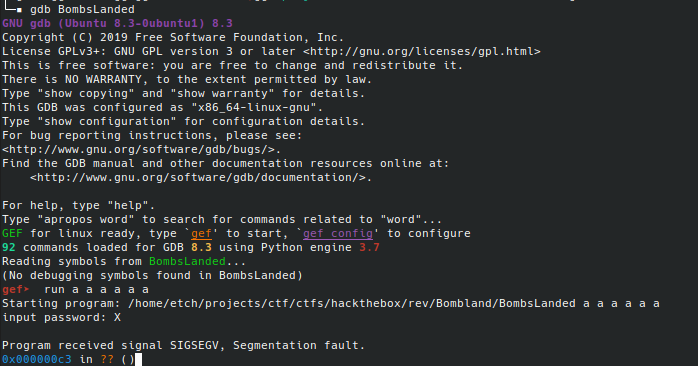 └─▪ gdb BombsLanded
GNU gdb (Ubuntu 8.3-0ubuntu1) 8.3
Copyright (C) 2019 Free Software Foundation, Inc.
License GPLv3+: GNU GPL version 3 or later <http://gnu.org/licenses/gpl.html>
This is free software: you are free to change and redistribute it.
There is NO WARRANTY, to the extent permitted by law.
Type "show copying" and "show warranty" for details.
This GDB was configured as "x86_64-linux-gnu".
Type "show configuration" for configuration details.
For bug reporting instructions, please see:
<http://www.gnu.org/software/gdb/bugs/>.
Find the GDB manual and other documentation resources online at:
    <http://www.gnu.org/software/gdb/documentation/>.

For help, type "help".
Type "apropos word" to search for commands related to "word"...
GEF for linux ready, type `gef' to start, `gef config' to configure
92 commands loaded for GDB 8.3 using Python engine 3.7
Reading symbols from BombsLanded...
(No debugging symbols found in BombsLanded)
gef➤  run a a a a a a
Starting program: /home/etch/projects/ctf/ctfs/hackthebox/rev/Bombland/BombsLanded a a a a a a
input password: X

Program received signal SIGSEGV, Segmentation fault.
0x000000c3 in ?? ()